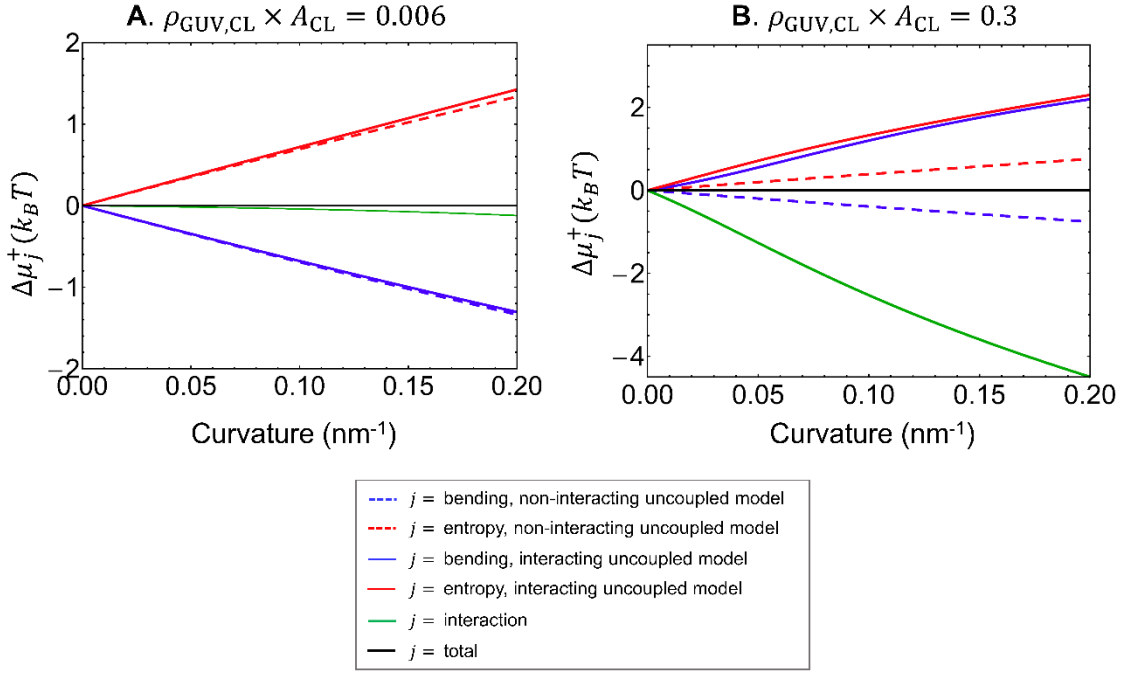 A. ρGUV,CL × ACL = 0.006
B. ρGUV,CL × ACL = 0.3
2
1
0
−1
−2
Δμj†(kBT)
0.00 0.05 0.10 0.15 0.20
Curvature (nm-1)
2
0
−2
−4
Δμj†(kBT)
0.00 0.05 0.10 0.15 0.20
Curvature (nm-1)
j = bending, non-interacting uncoupled model
j = entropy, non-interacting uncoupled model
j = bending, interacting uncoupled model
j = entropy, interacting uncoupled model
j = interaction
j = total